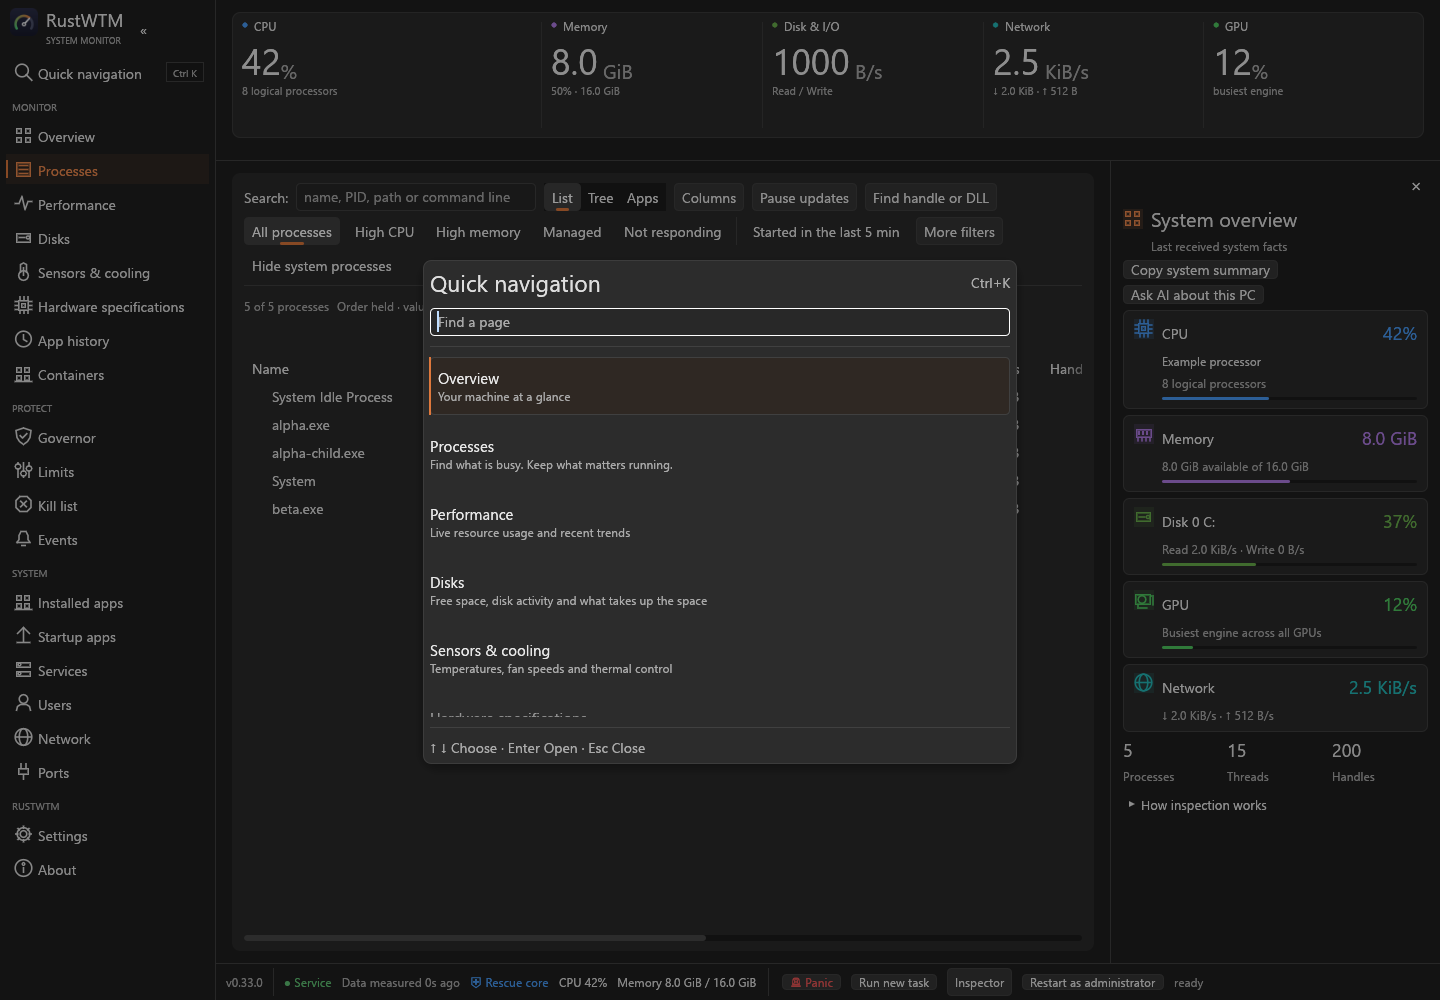 RustWTM
SYSTEM MONITOR
«
Quick navigation Ctrl K
MONITOR
Overview
Processes
Performance
Disks
Sensors & cooling
Hardware specifications
App history
Containers
PROTECT
Governor
Limits
Kill list
Events
SYSTEM
Installed apps
Startup apps
Services
Users
Network
Ports
RUSTWTM
Settings
About
CPU
42%
8 logical processors
Memory
8.0 GiB
50% · 16.0 GiB
Disk & I/O
1000 B/s
Read / Write
Network
2.5 KiB/s
↓ 2.0 KiB · ↑ 512 B
GPU
12%
busiest engine
Search: name, PID, path or command line List Tree Apps Columns Pause updates Find handle or DLL
All processes High CPU High memory Managed Not responding Started in the last 5 min More filters
Hide system processes
5 of 5 processes Order held
Name Hand
System Idle Process
alpha.exe
alpha-child.exe
System
beta.exe
Quick navigation Ctrl+K
Find a page
Overview
Your machine at a glance
Processes
Find what is busy. Keep what matters running.
Performance
Live resource usage and recent trends
Disks
Free space, disk activity and what takes up the space
Sensors & cooling
Temperatures, fan speeds and thermal control
↑ ↓ Choose · Enter Open · Esc Close
×
System overview
Last received system facts
Copy system summary
Ask AI about this PC
CPU 42%
Example processor
8 logical processors
Memory 8.0 GiB
8.0 GiB available of 16.0 GiB
Disk 0 C: 37%
Read 2.0 KiB/s · Write 0 B/s
GPU 12%
Busiest engine across all GPUs
Network 2.5 KiB/s
↓ 2.0 KiB/s · ↑ 512 B/s
5 15 200
Processes Threads Handles
How inspection works
v0.33.0 Service Data measured 0s ago Rescue core CPU 42% Memory 8.0 GiB / 16.0 GiB Panic Run new task Inspector Restart as administrator ready